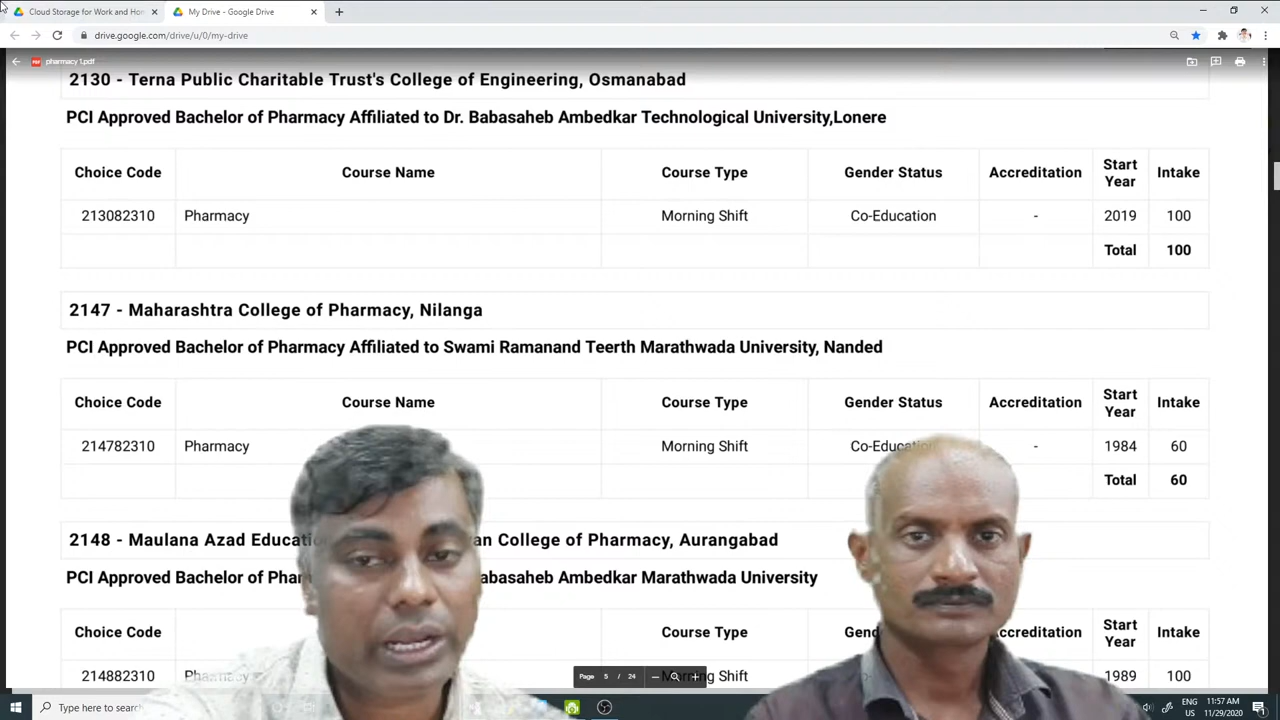 Cloud Storage for Work and Hom
My Drive - Google Drive
drive.google.com/drive/u/0/my-drive
pharmacy 1.pdf
2130 - Terna Public Charitable Trust's College of Engineering, Osmanabad
PCI Approved Bachelor of Pharmacy Affiliated to Dr. Babasaheb Ambedkar Technological University,Lonere
Choice Code Course Name Course Type Gender Status Accreditation Start Year Intake
213082310 Pharmacy Morning Shift Co-Education - 2019 100
Total 100
2147 - Maharashtra College of Pharmacy, Nilanga
PCI Approved Bachelor of Pharmacy Affiliated to Swami Ramanand Teerth Marathwada University, Nanded
Choice Code Course Name Course Type Gender Status Accreditation Start Year Intake
214782310 Pharmacy Morning Shift Co-Education - 1984 60
Total 60
2148 - Maulana Azad College of Pharmacy, Aurangabad
PCI Approved Bachelor of Ambedkar Marathwada University
Choice Code Course Type Start Year Intake
214882310 Pharmacy Morning Shift 1989 100
Page 5 / 24
Type here to search
ENG 11:57 AM
US 11/29/2020